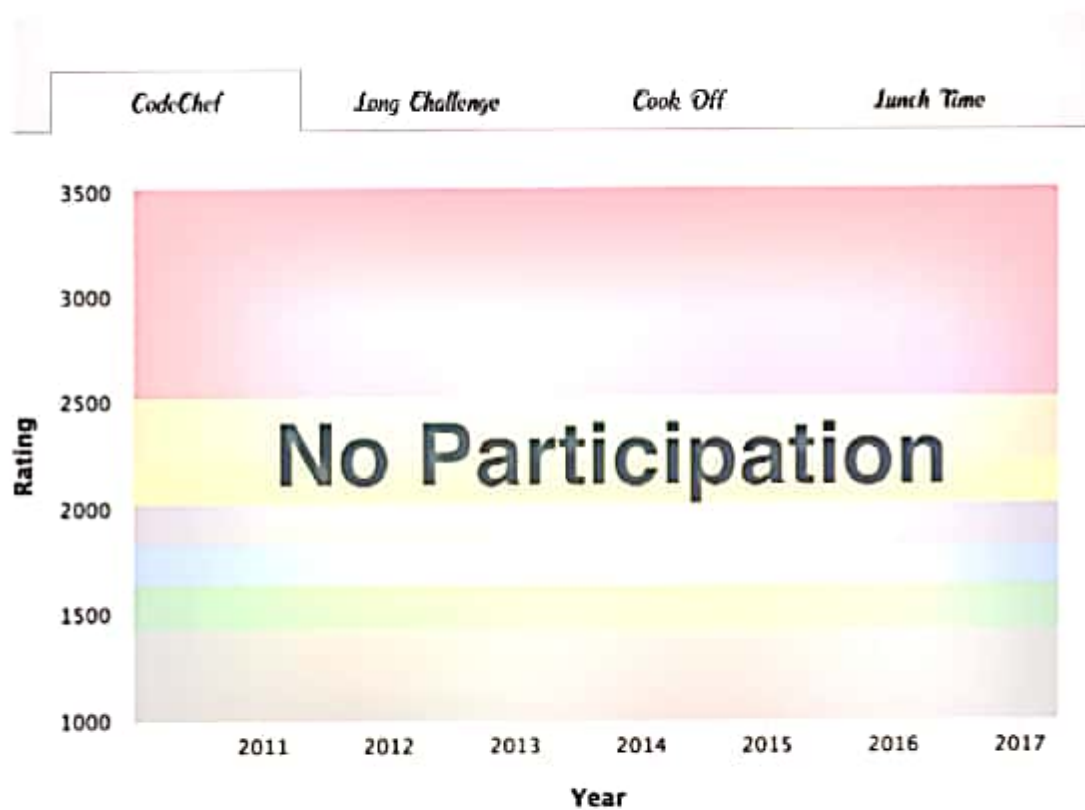 CodeChef Long Challenge Cook Off Lunch Time
3500
3000
2500
No Participation
Rating
2000
1500
1000
2011 2012 2013 2014 2015 2016 2017
Year